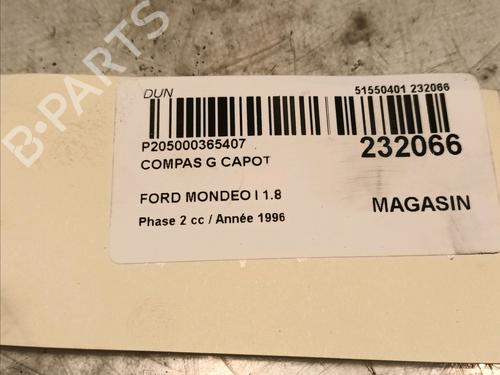 B-PARTS
DUN
51550401 232066
P205000365407
232066
COMPAS G CAPOT
FORD MONDEO I 1.8
MAGASIN
Phase 2 cc / Année 1996